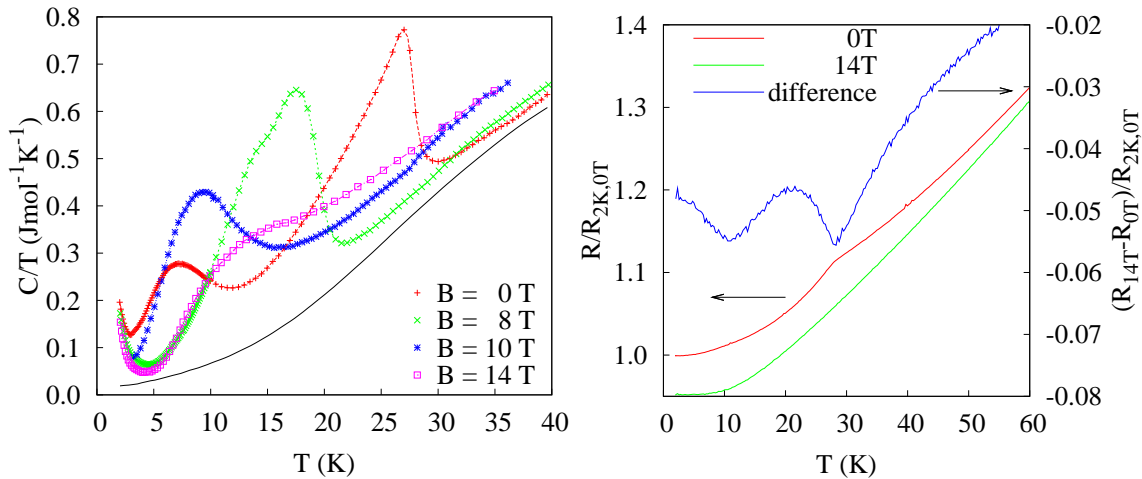 0.8
0.7
0.6
0.5
0.4
0.3
0.2
0.1
0.0
C/T (Jmol⁻¹K⁻¹)
0 5 10 15 20 25 30 35 40
T (K)
B = 0 T
B = 8 T
B = 10 T
B = 14 T
1.4
1.3
1.2
1.1
1.0
R/R2K,0T
0 10 20 30 40 50 60
T (K)
0T
14T
difference
-0.02
-0.03
-0.04
-0.05
-0.06
-0.07
-0.08
(R14T-R0T)/R2K,0T